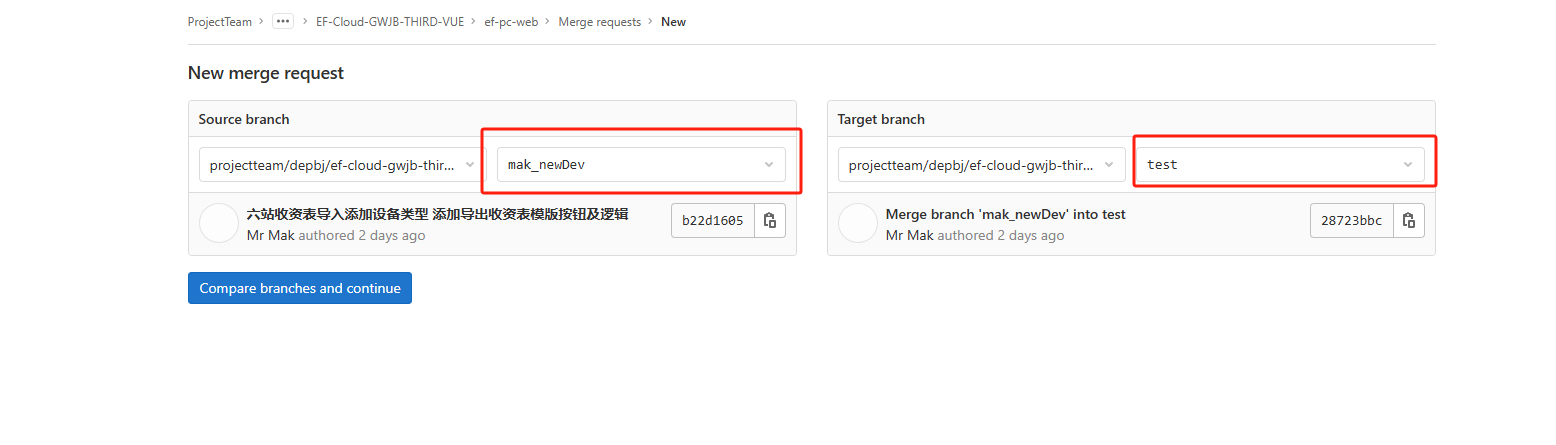 ProjectTeam > ••• > EF-Cloud-GWJB-THIRD-VUE > ef-pc-web > Merge requests > New
New merge request
Source branch
projectteam/depbj/ef-cloud-gwjb-thir... mak_newDev
六站收资表导入添加设备类型 添加导出收资表模版按钮及逻辑
Mr Mak authored 2 days ago
b22d1605
Target branch
projectteam/depbj/ef-cloud-gwjb-thir... test
Merge branch 'mak_newDev' into test
Mr Mak authored 2 days ago
28723bbc
Compare branches and continue